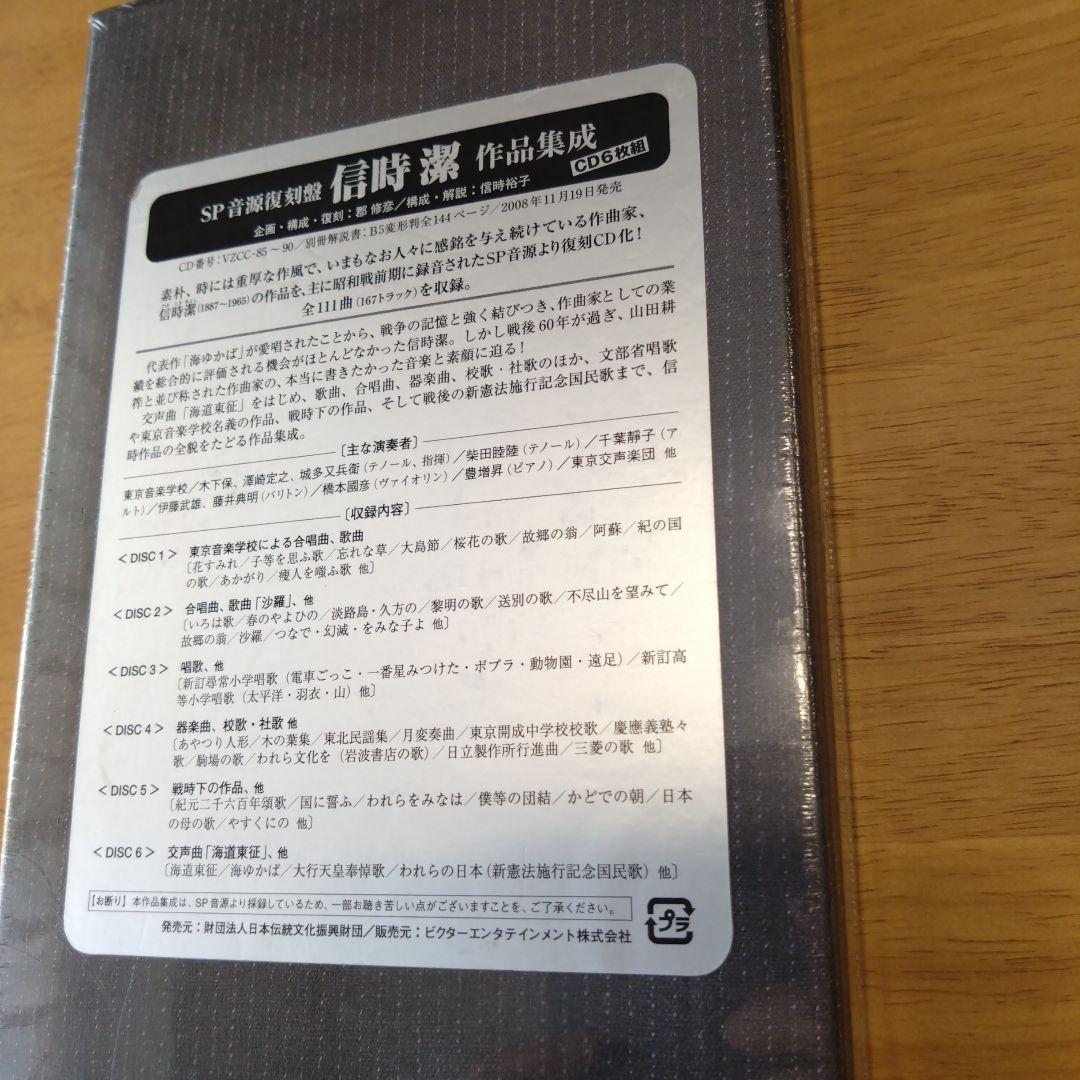 SP音源復刻盤 信時 潔 作品集成
CD6枚組
企画・構成・復刻：郡 修彦／構成・解説：信時裕子
CD番号：VZCC-85～90／別冊解説書：B5変形判全144ページ／2008年11月19日発売
素朴、時には重厚な作風で、いまもなお人々に感銘を与え続けている作曲家、
信時潔(1887～1965)の作品を、主に昭和戦前期に録音されたSP音源より復刻CD化！
全111曲(167トラック)を収録。
代表作「海ゆかば」が愛唱されたことから、戦争の記憶と強く結びつき、作曲家としての業
績を総合的に評価される機会がほとんどなかった信時潔。しかし戦後60年が過ぎ、山田耕
筰と並び称された作曲家の、本当に書きたかった音楽と素顔に迫る！
交声曲「海道東征」をはじめ、歌曲、合唱曲、器楽曲、校歌・社歌のほか、文部省唱歌
や東京音楽学校名義の作品、戦時下の作品、そして戦後の新憲法施行記念国民歌まで、信
時作品の全貌をたどる作品集成。
〔主な演奏者〕
東京音楽学校／木下保、澤崎定之、城多又兵衛(テノール、指揮)／柴田睦陸(テノール)／千葉靜子(ア
ルト)／伊藤武雄、藤井典明(バリトン)／橋本國彦(ヴァイオリン)／豊増昇(ピアノ)／東京交声楽団 他
〔収録内容〕
＜DISC 1＞ 東京音楽学校による合唱曲、歌曲
〔花すみれ／子等を思ふ歌／忘れな草／大島節／桜花の歌／故郷の翁／阿蘇／紀の国
の歌／あかがり／痩人を嗤ふ歌 他〕
＜DISC 2＞ 合唱曲、歌曲「沙羅」、他
〔いろは歌／春のやよひの／淡路島・久方の／黎明の歌／送別の歌／不尽山を望みて／
故郷の翁／沙羅／つなで・幻滅・をみな子よ 他〕
＜DISC 3＞ 唱歌、他
〔新訂尋常小学唱歌（電車ごっこ・一番星みつけた・ポプラ・動物園・遠足）／新訂高
等小学唱歌（太平洋・羽衣・山）他〕
＜DISC 4＞ 器楽曲、校歌・社歌 他
〔あやつり人形／木の葉集／東北民謡集／月変奏曲／東京開成中学校校歌／慶應義塾々
歌／駒場の歌／われら文化を（岩波書店の歌）／日立製作所行進曲／三菱の歌 他〕
＜DISC 5＞ 戦時下の作品、他
〔紀元二千六百年頌歌／国に誓ふ／われらをみなは／僕等の団結／かどでの朝／日本
の母の歌／やすくにの 他〕
＜DISC 6＞ 交声曲「海道東征」、他
〔海道東征／海ゆかば／大行天皇奉悼歌／われらの日本(新憲法施行記念国民歌) 他〕
【お断り】本作品集成は、SP音源より採録しているため、一部お聴き苦しい点がございますことを、ご了承ください。
発売元：財団法人日本伝統文化振興財団／販売元：ビクターエンタテインメント株式会社
プラ